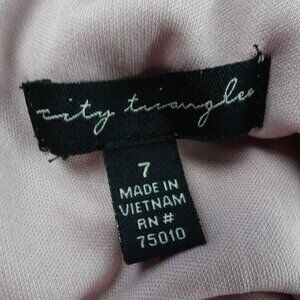 city triangles
7
MADE IN
VIETNAM
RN#
75010